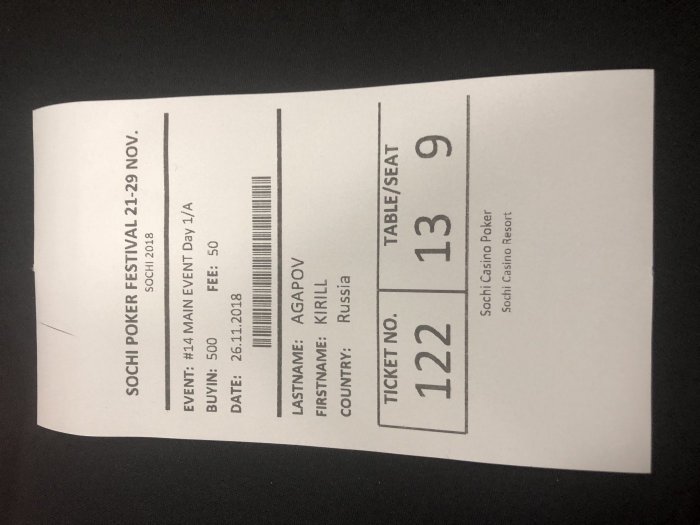 SOCHI POKER FESTIVAL 21-29 NOV.
SOCHI 2018
EVENT: #14 MAIN EVENT Day 1/A
BUYIN: 500 FEE: 50
DATE: 26.11.2018
LASTNAME: AGAPOV
FIRSTNAME: KIRILL
COUNTRY: Russia
TICKET NO. TABLE/SEAT
122 13 9
Sochi Casino Poker
Sochi Casino Resort